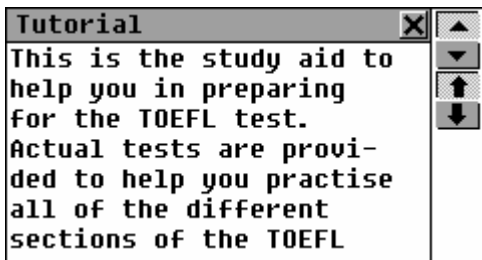 Tutorial
This is the study aid to
help you in preparing
for the TOEFL test.
Actual tests are provi-
ded to help you practise
all of the different
sections of the TOEFL